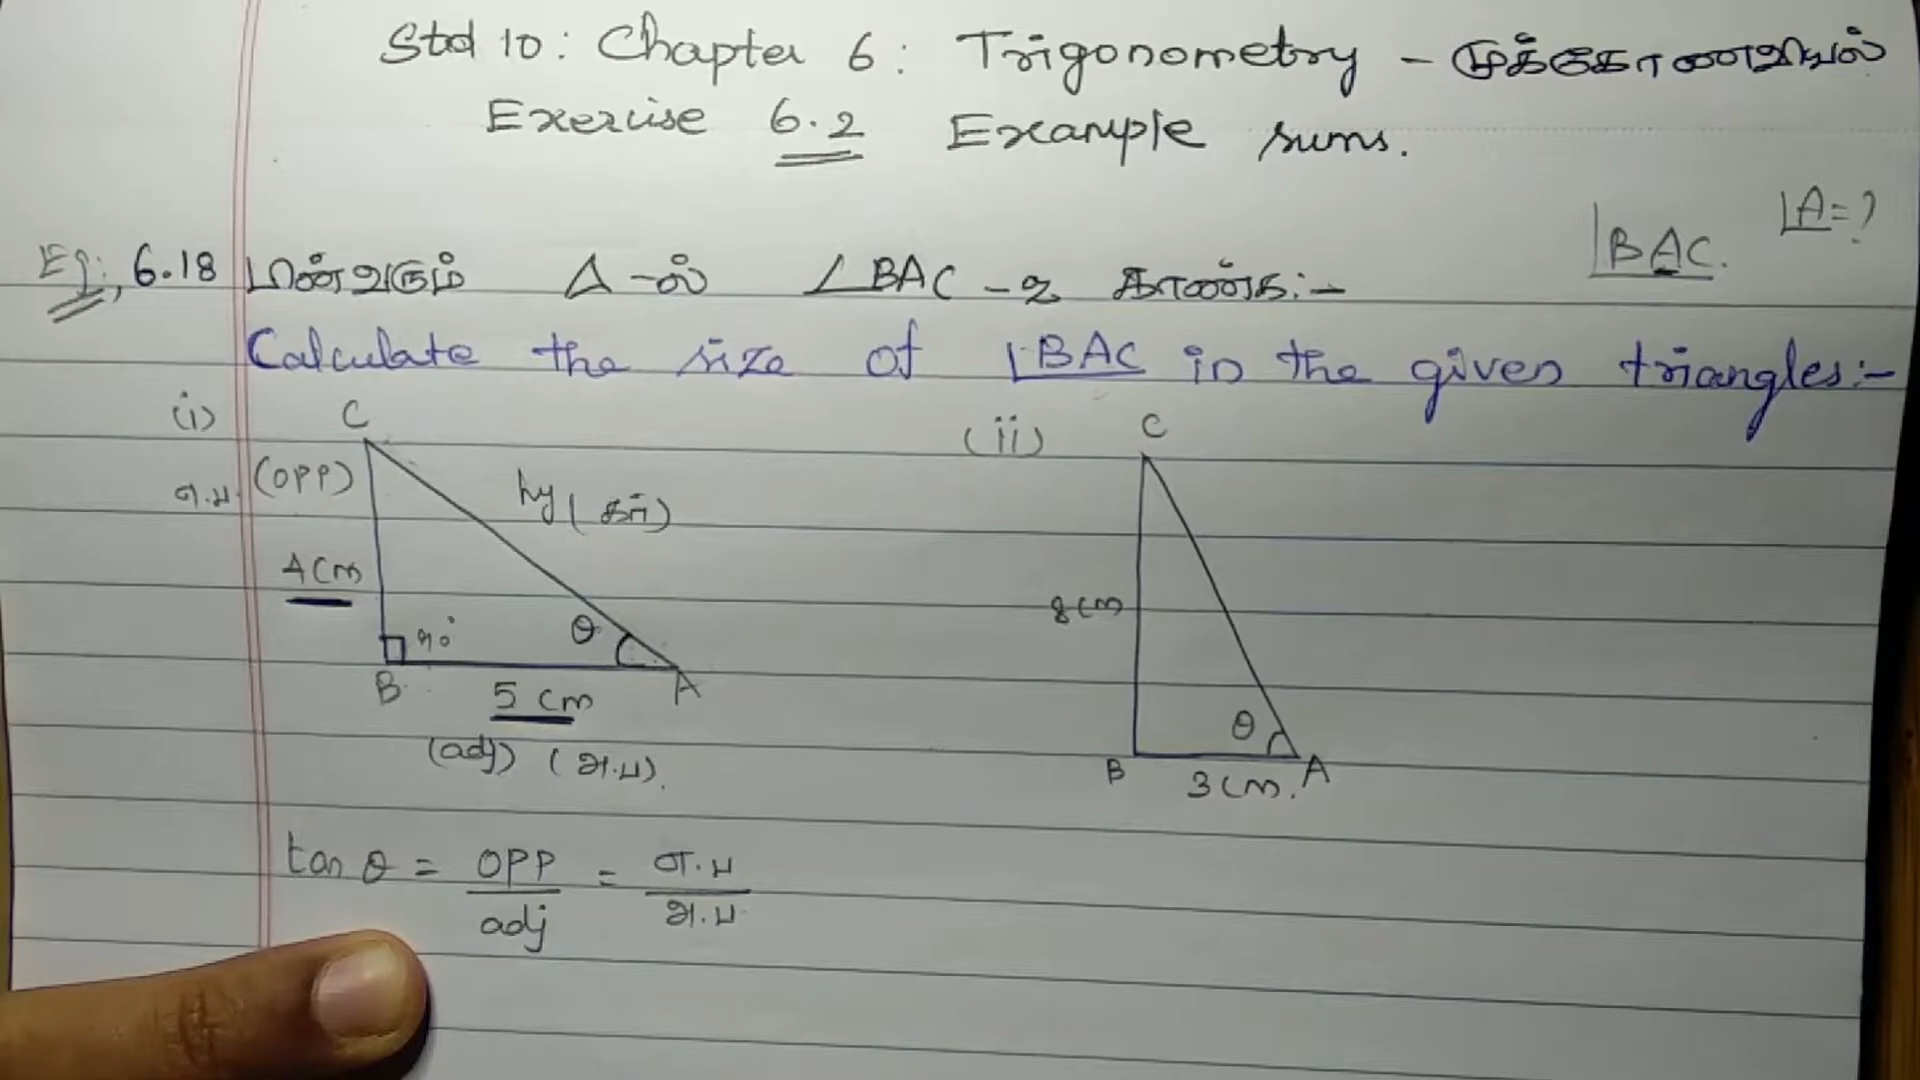 Std 10: Chapter 6: Trigonometry - முக்கோணவியல்
Exercise 6.2 Example sums.
∠BAC. ∠A=?
Eg:, 6.18 பின்வரும் Δ-ல் ∠BAC-ஐ காண்க:-
Calculate the size of ∠BAC in the given triangles:-
(i) C
(ii) C
எ.ப (OPP) hy (கர்)
4cm
8cm
90° θ
B A
5 cm
(adj) (அ.ப).
θ
B 3cm. A
tan θ = OPP/adj = எ.ப/அ.ப